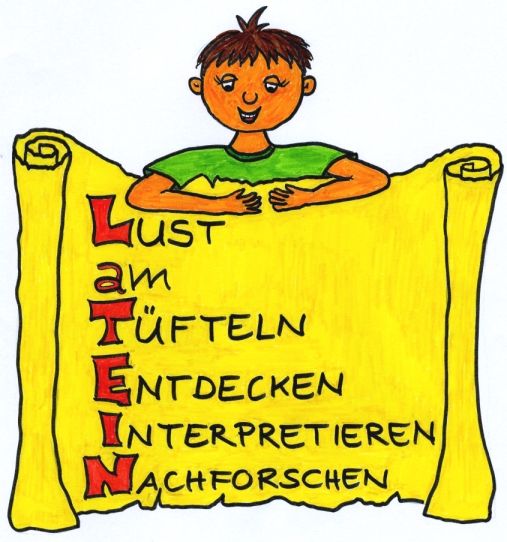 LUST
am
TÜFTELN
ENTDECKEN
INTERPRETIEREN
NACHFORSCHEN